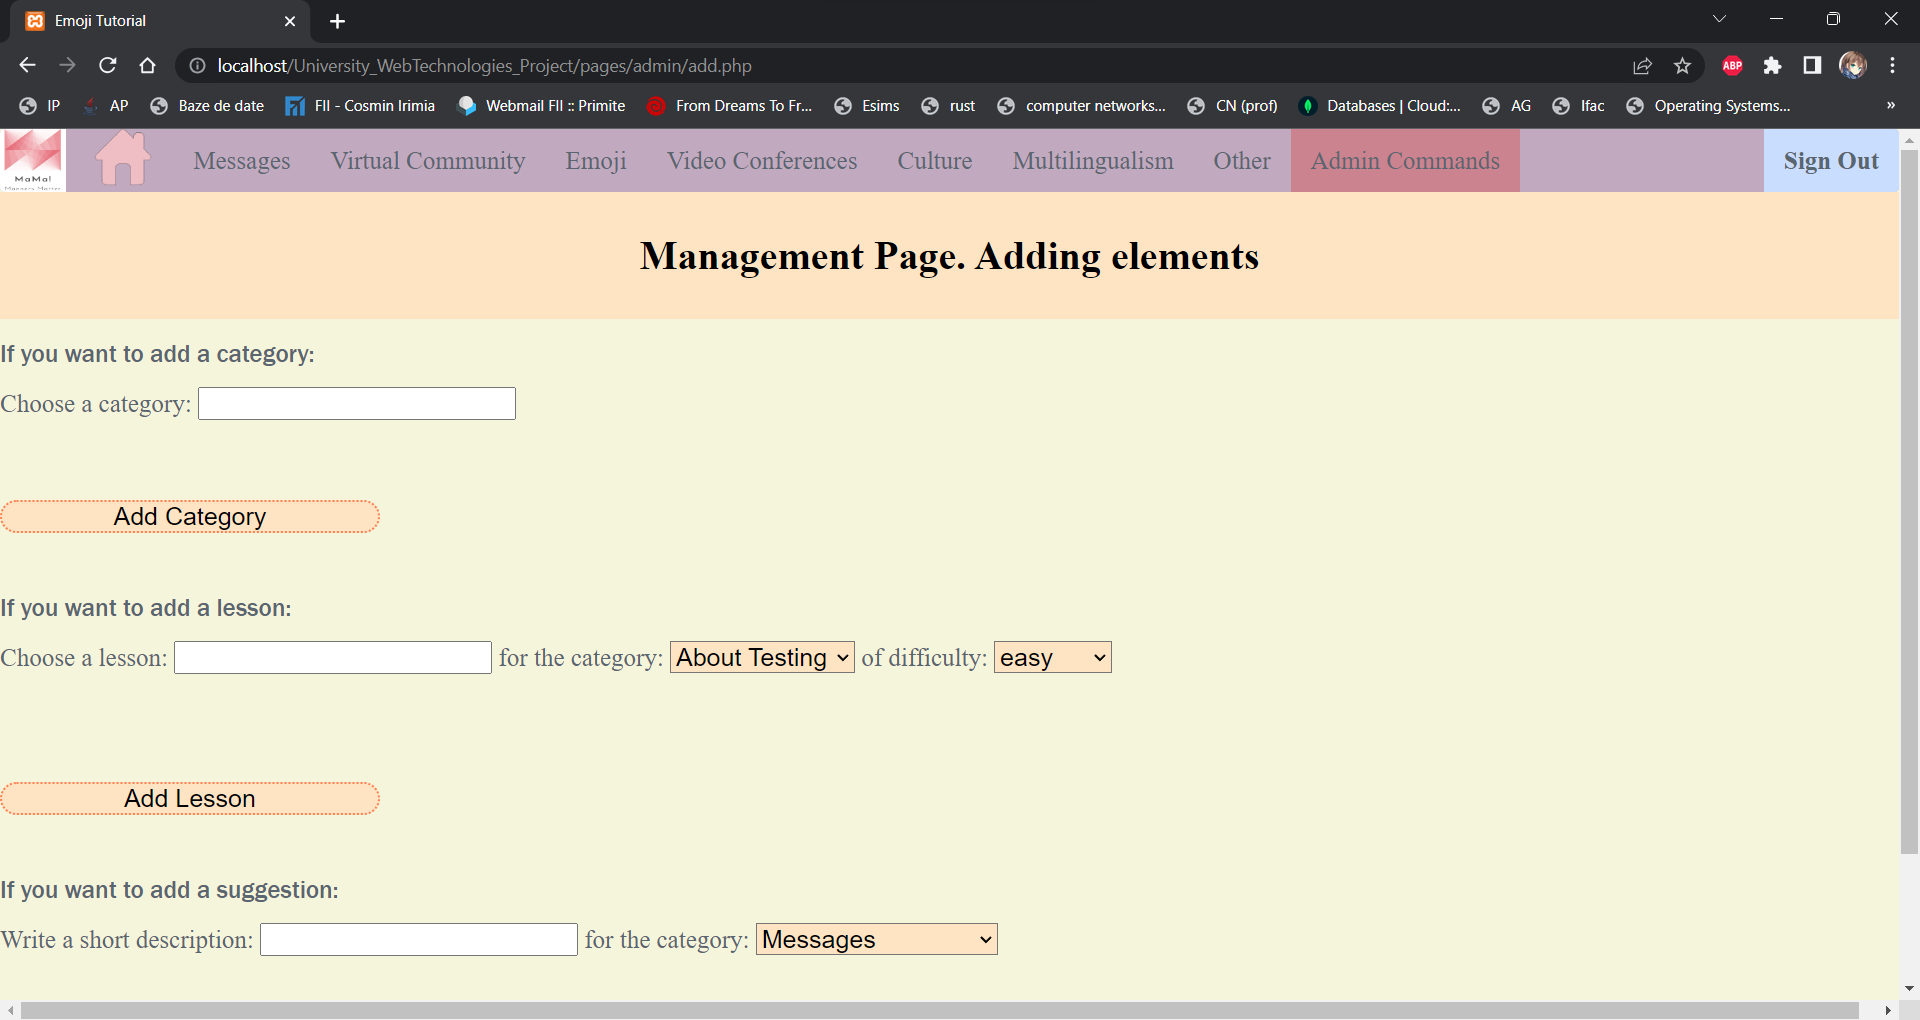 Emoji Tutorial
localhost/University_WebTechnologies_Project/pages/admin/add.php
ABP
IP AP Baze de date FII - Cosmin Irimia Webmail FII :: Primite From Dreams To Fr... Esims rust computer networks... CN (prof) Databases | Cloud:... AG Ifac Operating Systems... »
MaMa!
Messages Virtual Community Emoji Video Conferences Culture Multilingualism Other Admin Commands Sign Out
Management Page. Adding elements
If you want to add a category:
Choose a category:
Add Category
If you want to add a lesson:
Choose a lesson: for the category: About Testing of difficulty: easy
Add Lesson
If you want to add a suggestion:
Write a short description: for the category: Messages